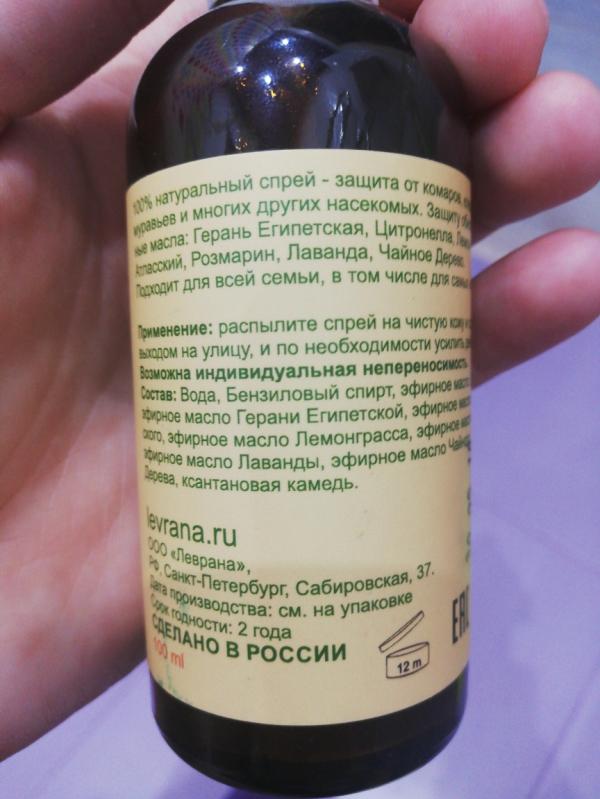 100% натуральный спрей - защита от комаров,
муравьев и многих других насекомых. Защиту
ные масла: Герань Египетская, Цитронелла,
Атласский, Розмарин, Лаванда, Чайное Дерево.
Подходит для всей семьи, в том числе для
Применение: распылите спрей на чистую кожу и
выходом на улицу, и по необходимости усилить
Возможна индивидуальная непереносимость.
Состав: Вода, Бензиловый спирт, эфирное масло
эфирное масло Герани Египетской, эфирное
ского, эфирное масло Лемонграсса, эфирное
эфирное масло Лаванды, эфирное масло
Дерева, ксантановая камедь.
levrana.ru
ООО «Леврана»,
РФ, Санкт-Петербург, Сабировская, 37.
Дата производства: см. на упаковке
Срок годности: 2 года
СДЕЛАНО В РОССИИ
100 ml
12 m